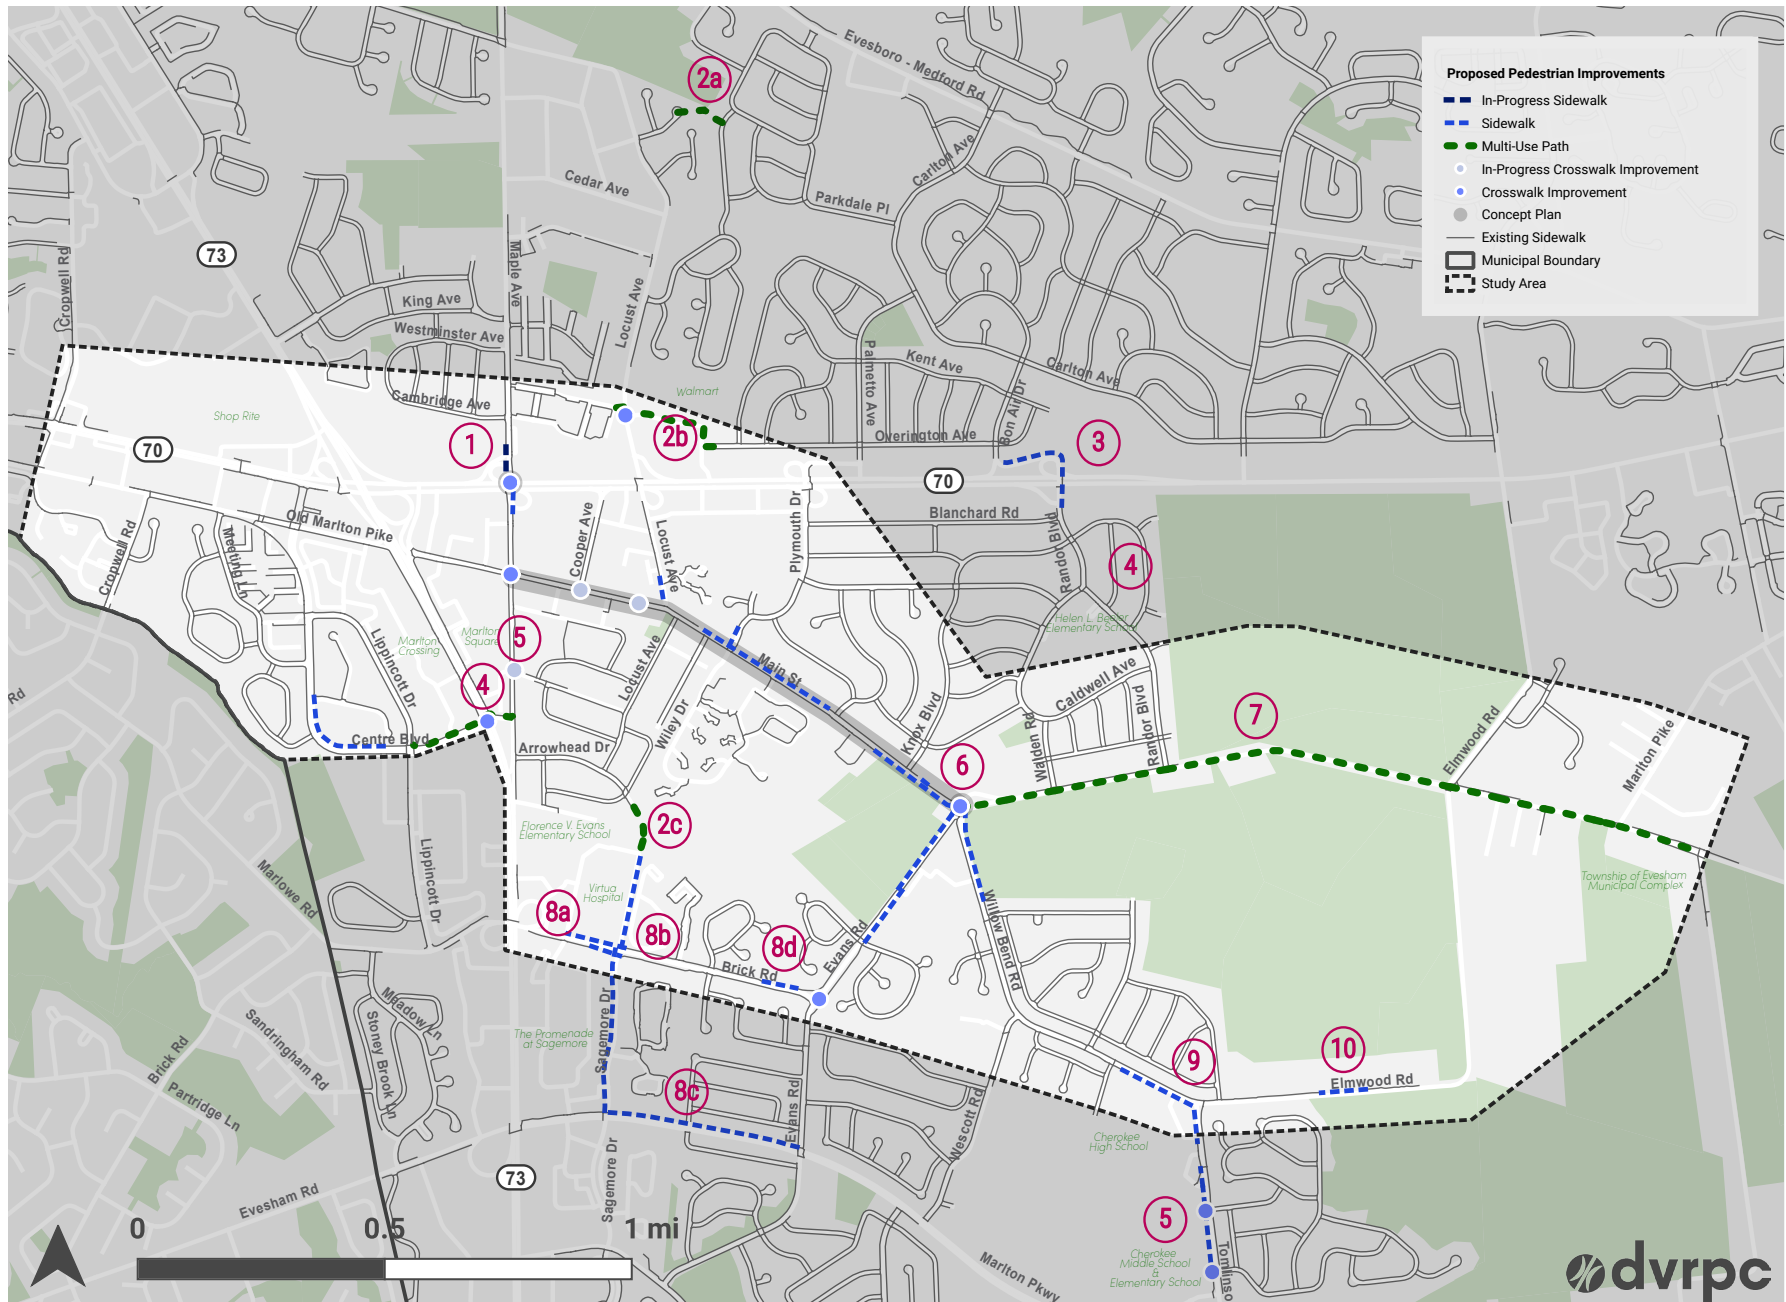 2a
Evesboro - Medford Rd
Proposed Pedestrian Improvements
In-Progress Sidewalk
Sidewalk
Multi-Use Path
In-Progress Crosswalk Improvement
Crosswalk Improvement
Concept Plan
Existing Sidewalk
Municipal Boundary
Study Area
Cedar Ave
Carlton Ave
Parkdale Pl
73
Cropwell Rd
Maple Ave
King Ave
Westminster Ave
Locust Ave
Palmetto Ave
Kent Ave
Carlton Ave
Bon Air Dr
Shop Rite
Cambridge Ave
Walmart
1
2b
Overington Ave
3
70
70
Blanchard Rd
Old Marlton Pike
Cropwell Rd
Meeting Ln
Cooper Ave
Locust Ave
Plymouth Dr
Randor Blvd
4
Helen L. Beeler
Elementary School
Lippincott Dr
Marlton
Crossing
Marlton
Square
5
4
Locust Ave
Main St
Wiley Dr
Knox Blvd
Caldwell Ave
Walden Rd
Randor Blvd
7
Elmwood Rd
Marlton Pike
Rd
Centre Blvd
Arrowhead Dr
6
Florence V. Evans
Elementary School
2c
Lippincott Dr
Marlowe Rd
Virtua
Hospital
Township of Evesham
Municipal Complex
8a
8b
8d
Evans Rd
Willow Bend Rd
Brick Rd
Meadow Ln
Stoney Brook Ln
Sandringham Rd
Brick Rd
Partridge Ln
The Promenade
at Sagemore
Sagemore Dr
8c
Evans Rd
Wescott Rd
9
10
Elmwood Rd
Cherokee
High School
73
Sagemore Dr
Evesham Rd
5
0
0.5
1 mi
Marlton Pkwy
Cherokee
Middle School
&
Elementary School
Tomlinso
dvrpc